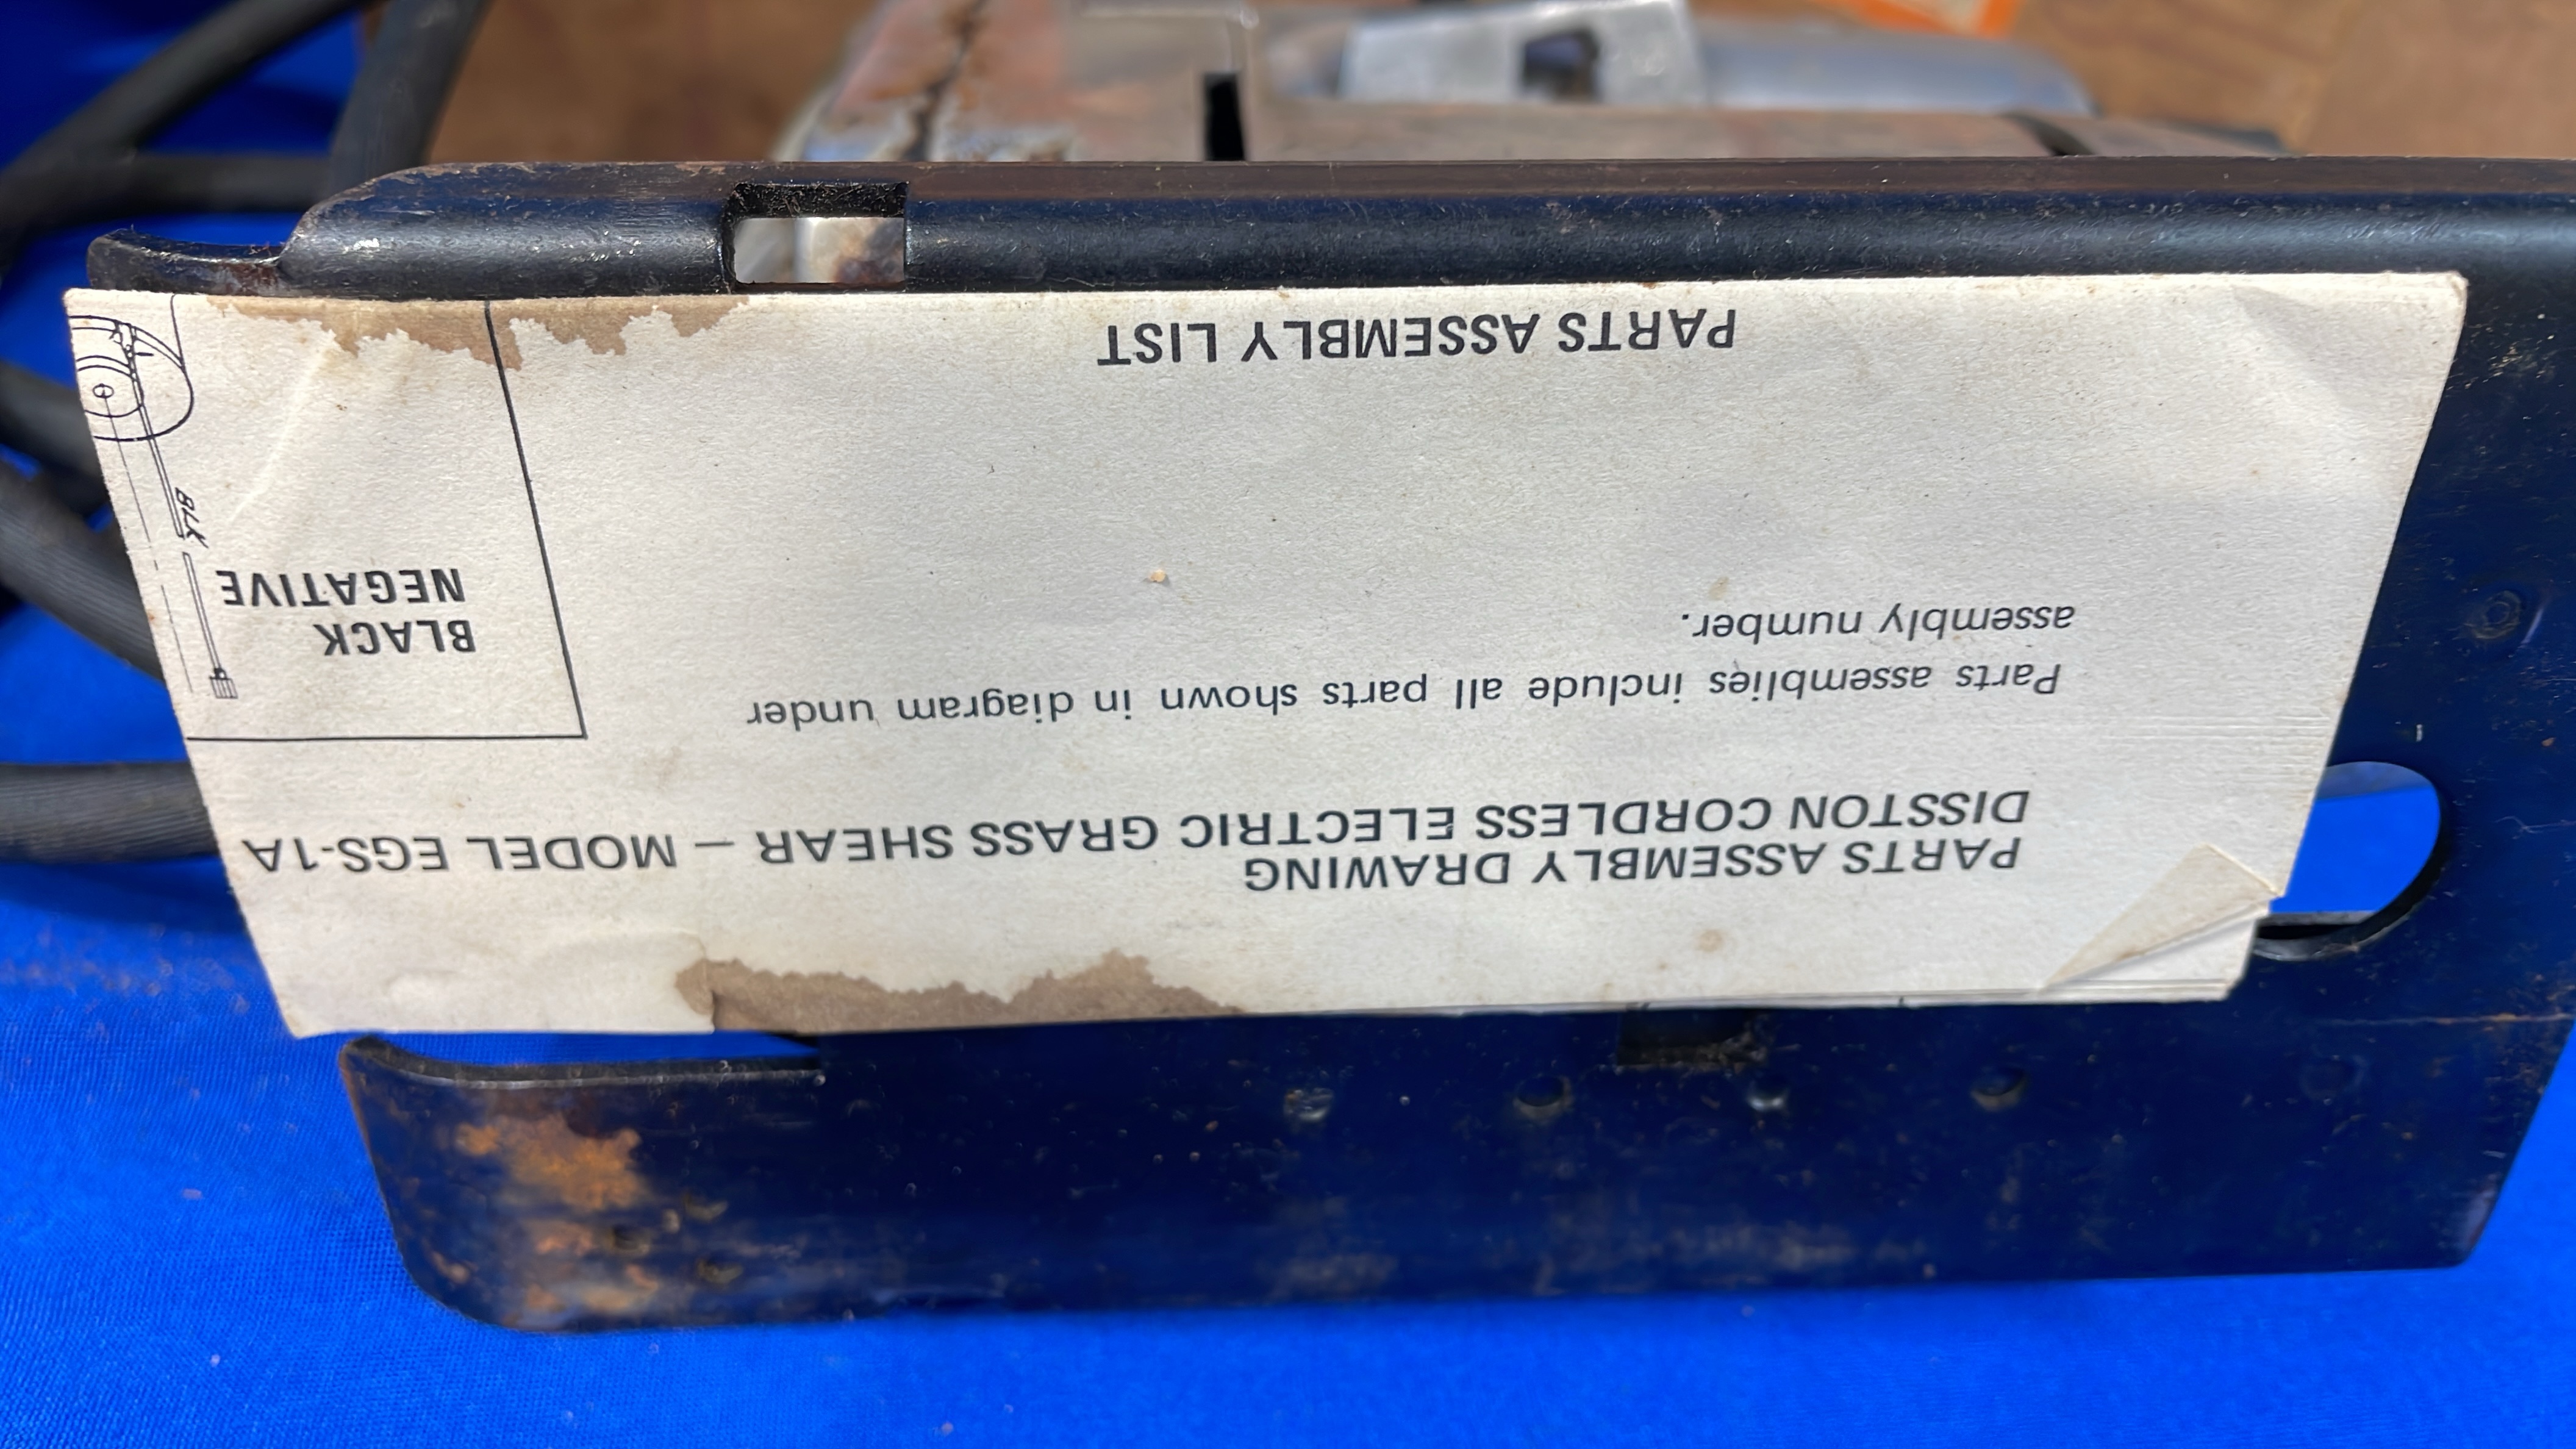 PARTS ASSEMBLY DRAWING
DISSTON CORDLESS ELECTRIC GRASS SHEAR — MODEL EGS-1A
Parts assemblies include all parts shown in diagram under
assembly number.
BLACK
NEGATIVE
BLK
PARTS ASSEMBLY LIST